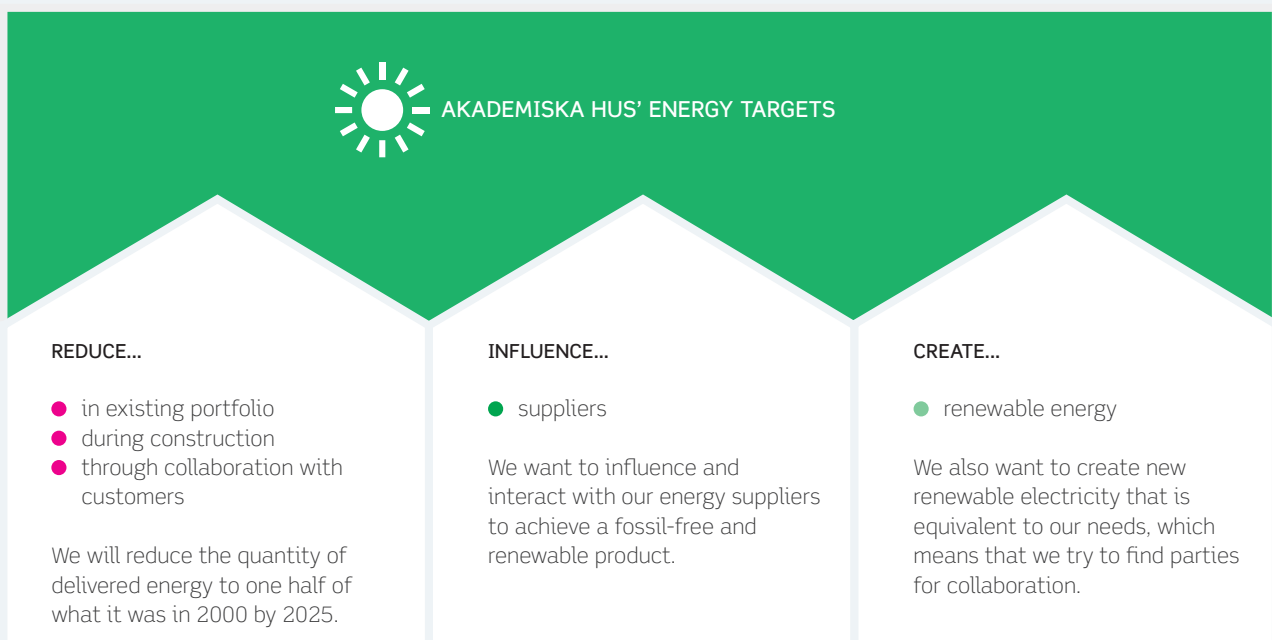 AKADEMISKA HUS’ ENERGY TARGETS
REDUCE...
in existing portfolio
during construction
through collaboration with
customers
We will reduce the quantity of
delivered energy to one half of
what it was in 2000 by 2025.
INFLUENCE...
suppliers
We want to influence and
interact with our energy suppliers
to achieve a fossil-free and
renewable product.
CREATE...
renewable energy
We also want to create new
renewable electricity that is
equivalent to our needs, which
means that we try to find parties
for collaboration.